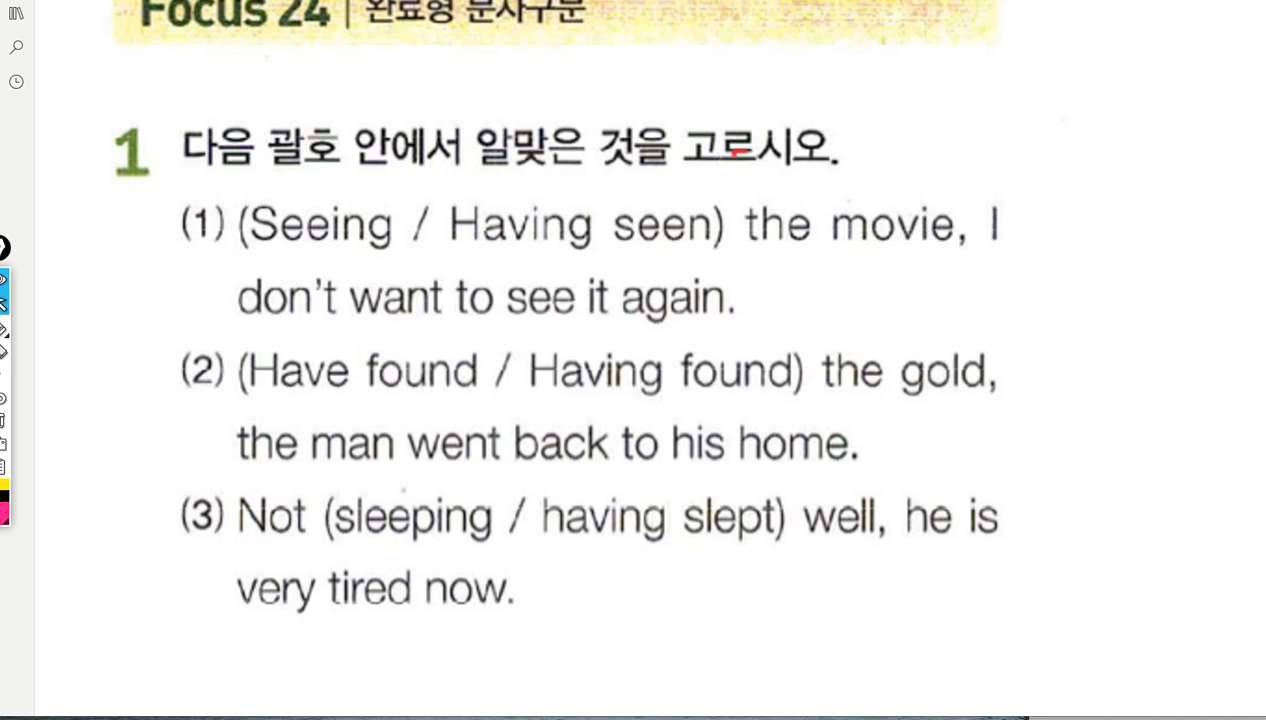 Focus 24 | 완료형 분사구문
1 다음 괄호 안에서 알맞은 것을 고르시오.
(1) (Seeing / Having seen) the movie, I
don't want to see it again.
(2) (Have found / Having found) the gold,
the man went back to his home.
(3) Not (sleeping / having slept) well, he is
very tired now.